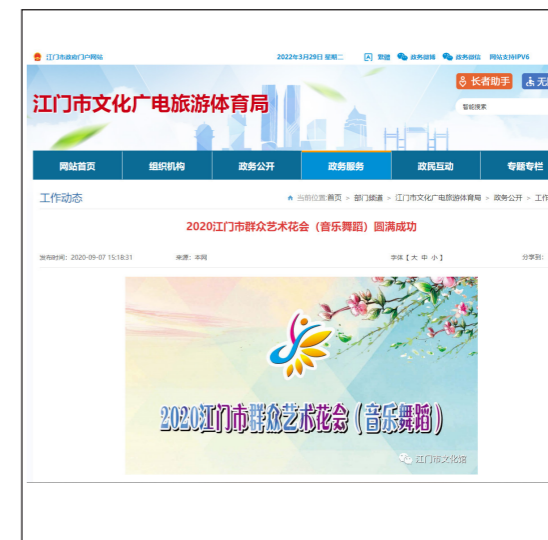 江门市政府门户网站 2022年3月29日 星期二 繁體 政务微博 政务微信 网站支持IPV6
长者助手 无
江门市文化广电旅游体育局
智能搜索
网站首页 组织机构 政务公开 政务服务 政民互动 专题专栏
工作动态 当前位置:首页 > 部门频道 > 江门市文化广电旅游体育局 > 政务公开 > 工作
2020江门市群众艺术花会（音乐舞蹈）圆满成功
发布时间：2020-09-07 15:18:31 来源：本网 字体【大 中 小】 分享到：
2020江门市群众艺术花会（音乐舞蹈）
江门市文化馆